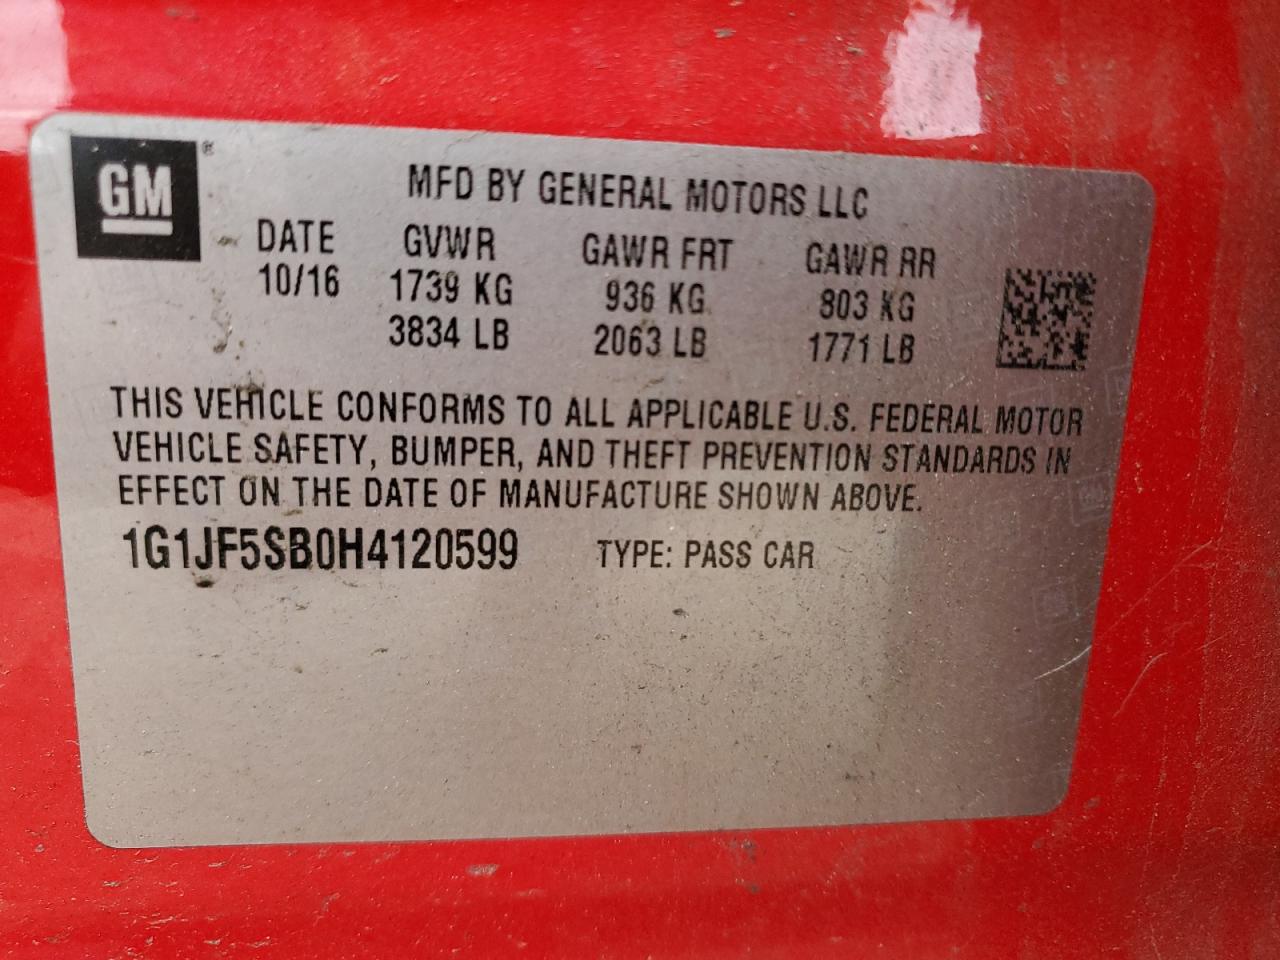 GM®
MFD BY GENERAL MOTORS LLC
DATE GVWR GAWR FRT GAWR RR
10/16 1739 KG 936 KG 803 KG
3834 LB 2063 LB 1771 LB
THIS VEHICLE CONFORMS TO ALL APPLICABLE U.S. FEDERAL MOTOR
VEHICLE SAFETY, BUMPER, AND THEFT PREVENTION STANDARDS IN
EFFECT ON THE DATE OF MANUFACTURE SHOWN ABOVE.
1G1JF5SB0H4120599 TYPE: PASS CAR